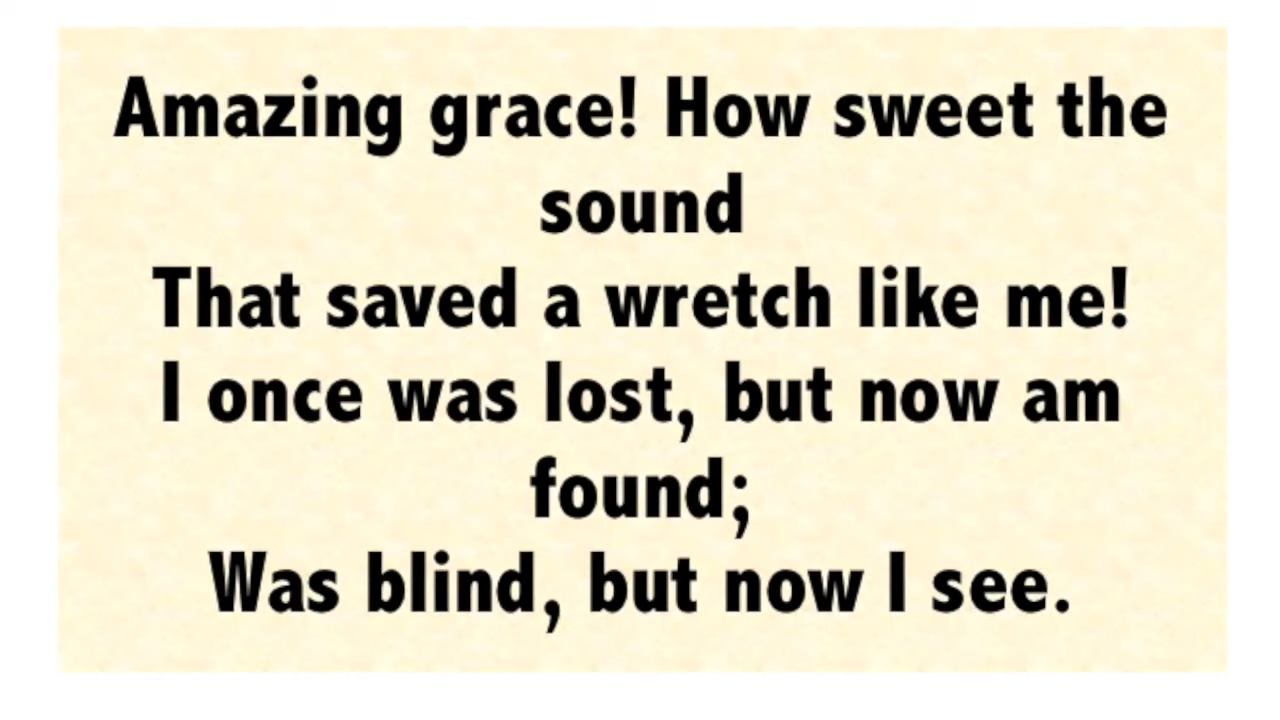 Amazing grace! How sweet the
sound
That saved a wretch like me!
I once was lost, but now am
found;
Was blind, but now I see.